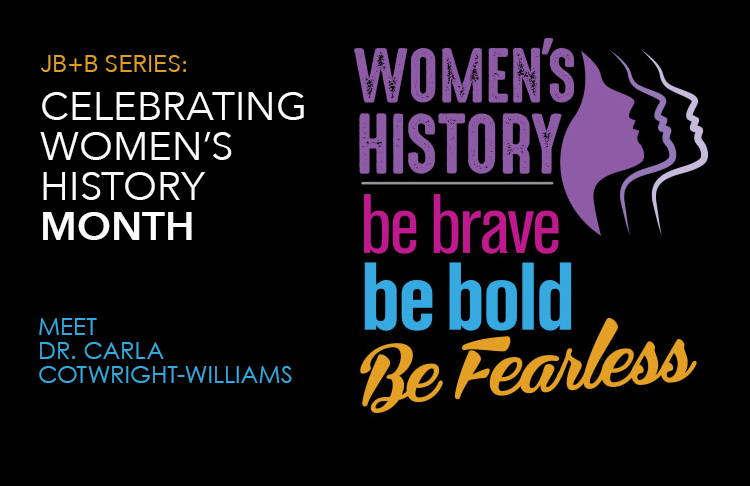 JB+B SERIES:
CELEBRATING
WOMEN'S
HISTORY
MONTH
MEET
DR. CARLA
COTWRIGHT-WILLIAMS
WOMEN'S
HISTORY
be brave
be bold
Be Fearless